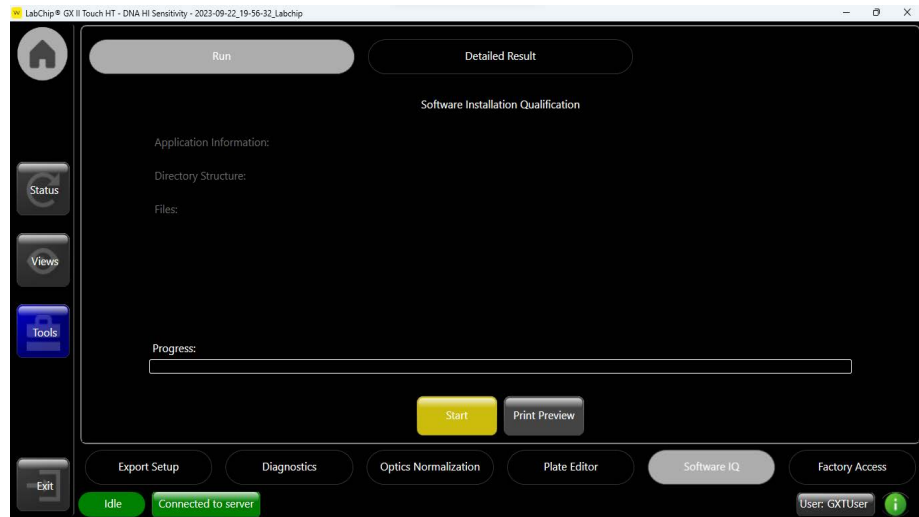 LabChip® GX II Touch HT - DNA HI Sensitivity - 2023-09-22_19-56-32_Labchip
Run
Detailed Result
Software Installation Qualification
Application Information:
Directory Structure:
Files:
Status
Views
Tools
Progress:
Start
Print Preview
Export Setup
Diagnostics
Optics Normalization
Plate Editor
Software IQ
Factory Access
Exit
Idle
Connected to server
User: GXTUser
i